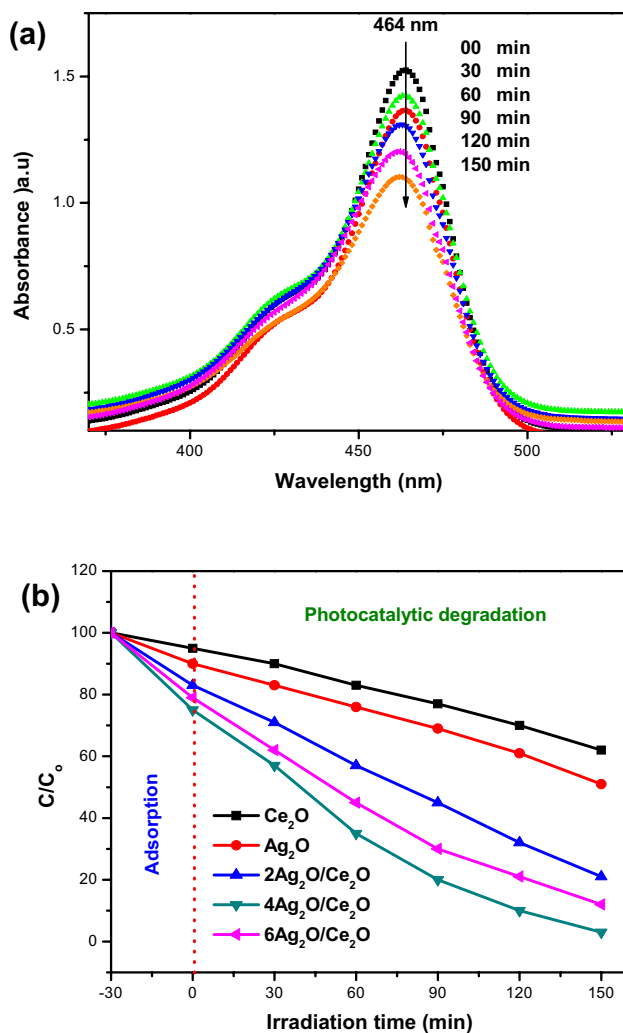 (a)
464 nm
00 min
30 min
60 min
90 min
120 min
150 min
1.5
1.0
0.5
Absorbance )a.u)
400
450
500
Wavelength (nm)
(b)
Photocatalytic degradation
120
100
80
60
40
20
0
C/Co
Adsorption
Ce2O
Ag2O
2Ag2O/Ce2O
4Ag2O/Ce2O
6Ag2O/Ce2O
-30 0 30 60 90 120 150
Irradiation time (min)